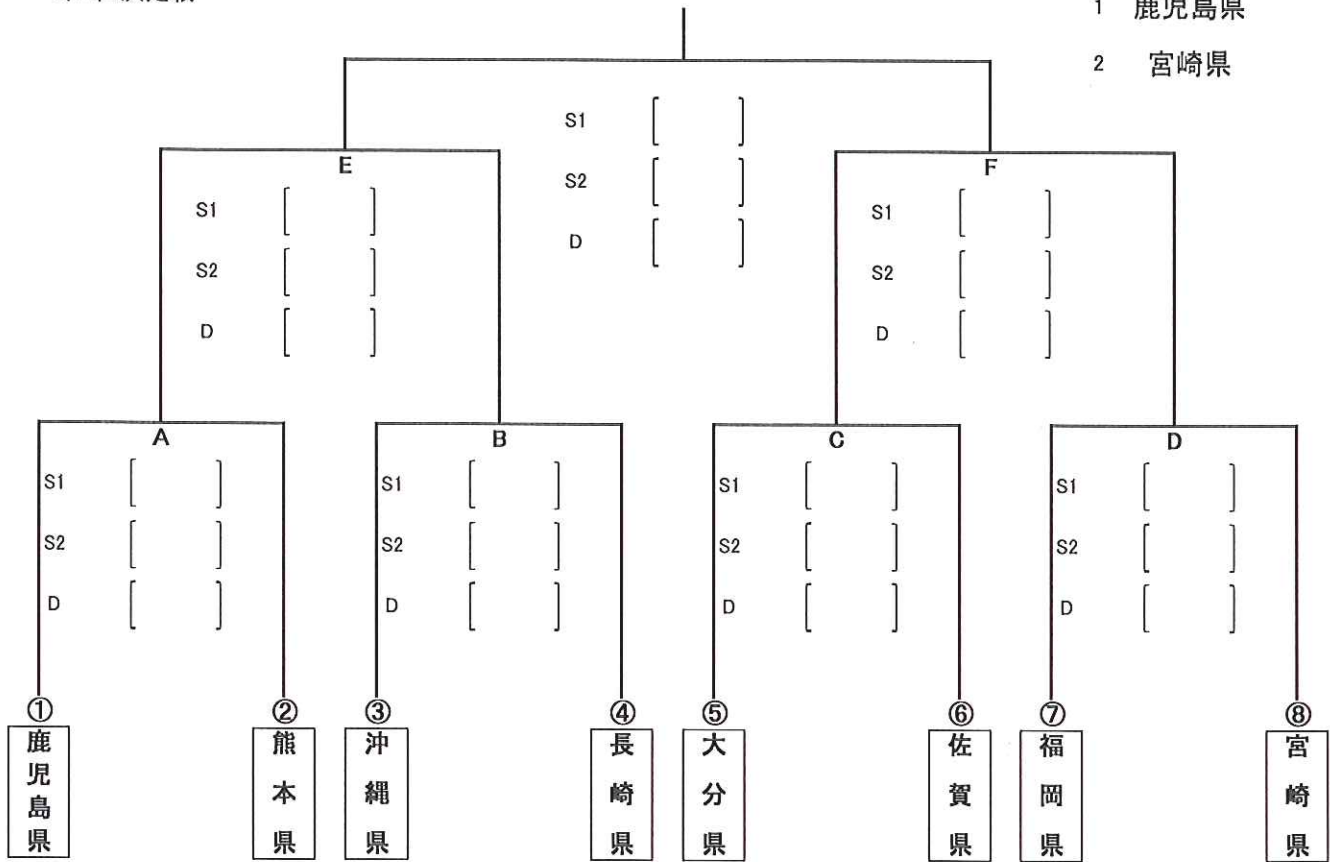 1 鹿児島県
2 宮崎県
S1 [ ]
S2 [ ]
D [ ]
E
S1 [ ]
S2 [ ]
D [ ]
F
S1 [ ]
S2 [ ]
D [ ]
A
S1 [ ]
S2 [ ]
D [ ]
B
S1 [ ]
S2 [ ]
D [ ]
C
S1 [ ]
S2 [ ]
D [ ]
D
S1 [ ]
S2 [ ]
D [ ]
① 鹿児島県
② 熊本県
③ 沖縄県
④ 長崎県
⑤ 大分県
⑥ 佐賀県
⑦ 福岡県
⑧ 宮崎県